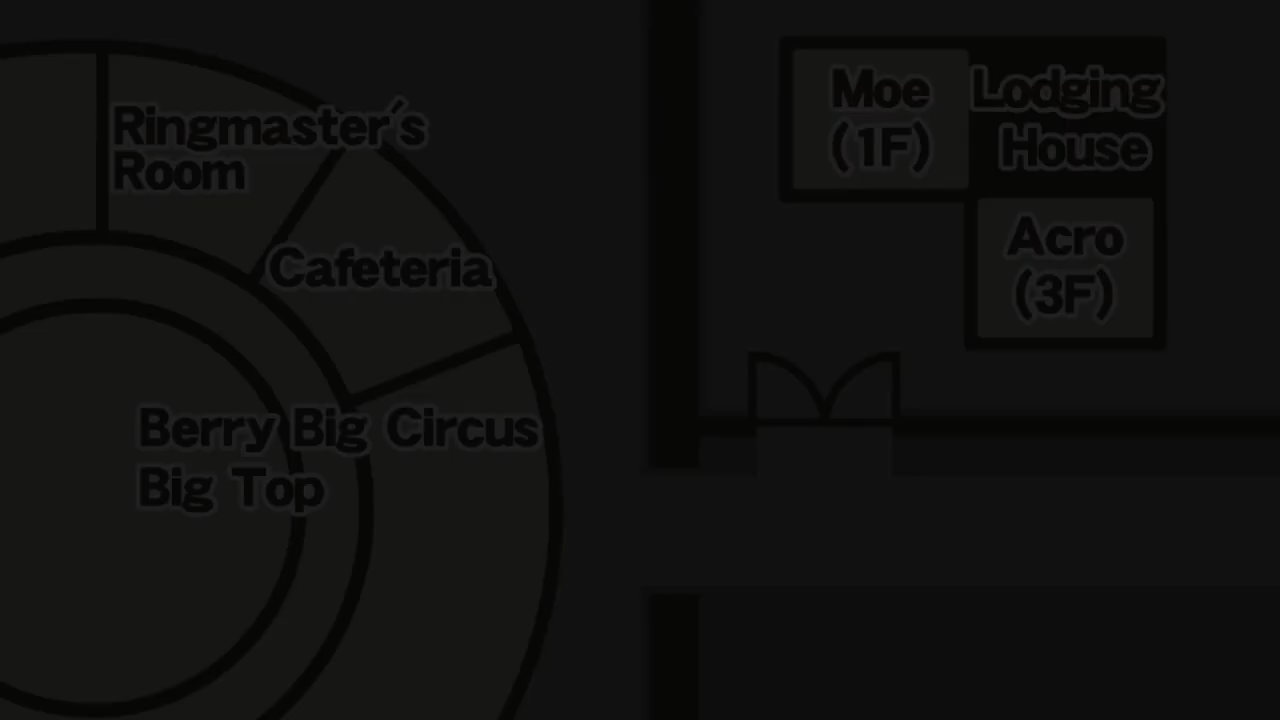 Ringmaster's
Room
Cafeteria
Berry Big Circus
Big Top
Moe
(1F)
Lodging
House
Acro
(3F)